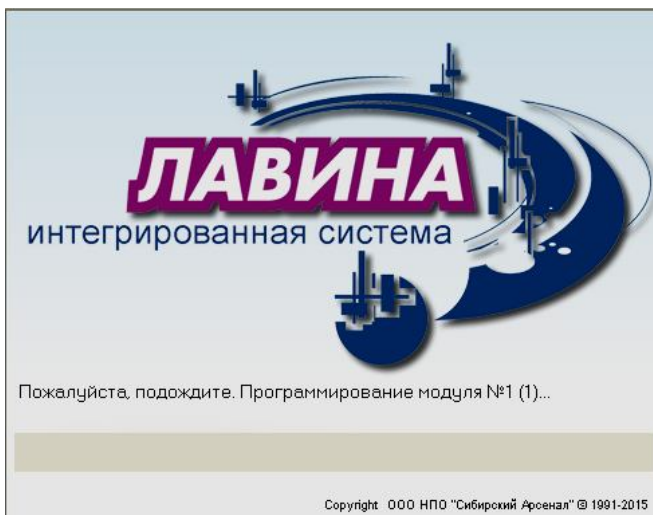 ЛАВИНА
интегрированная система
Пожалуйста, подождите. Программирование модуля №1 (1)...
Copyright ООО НПО "Сибирский Арсенал" © 1991-2015